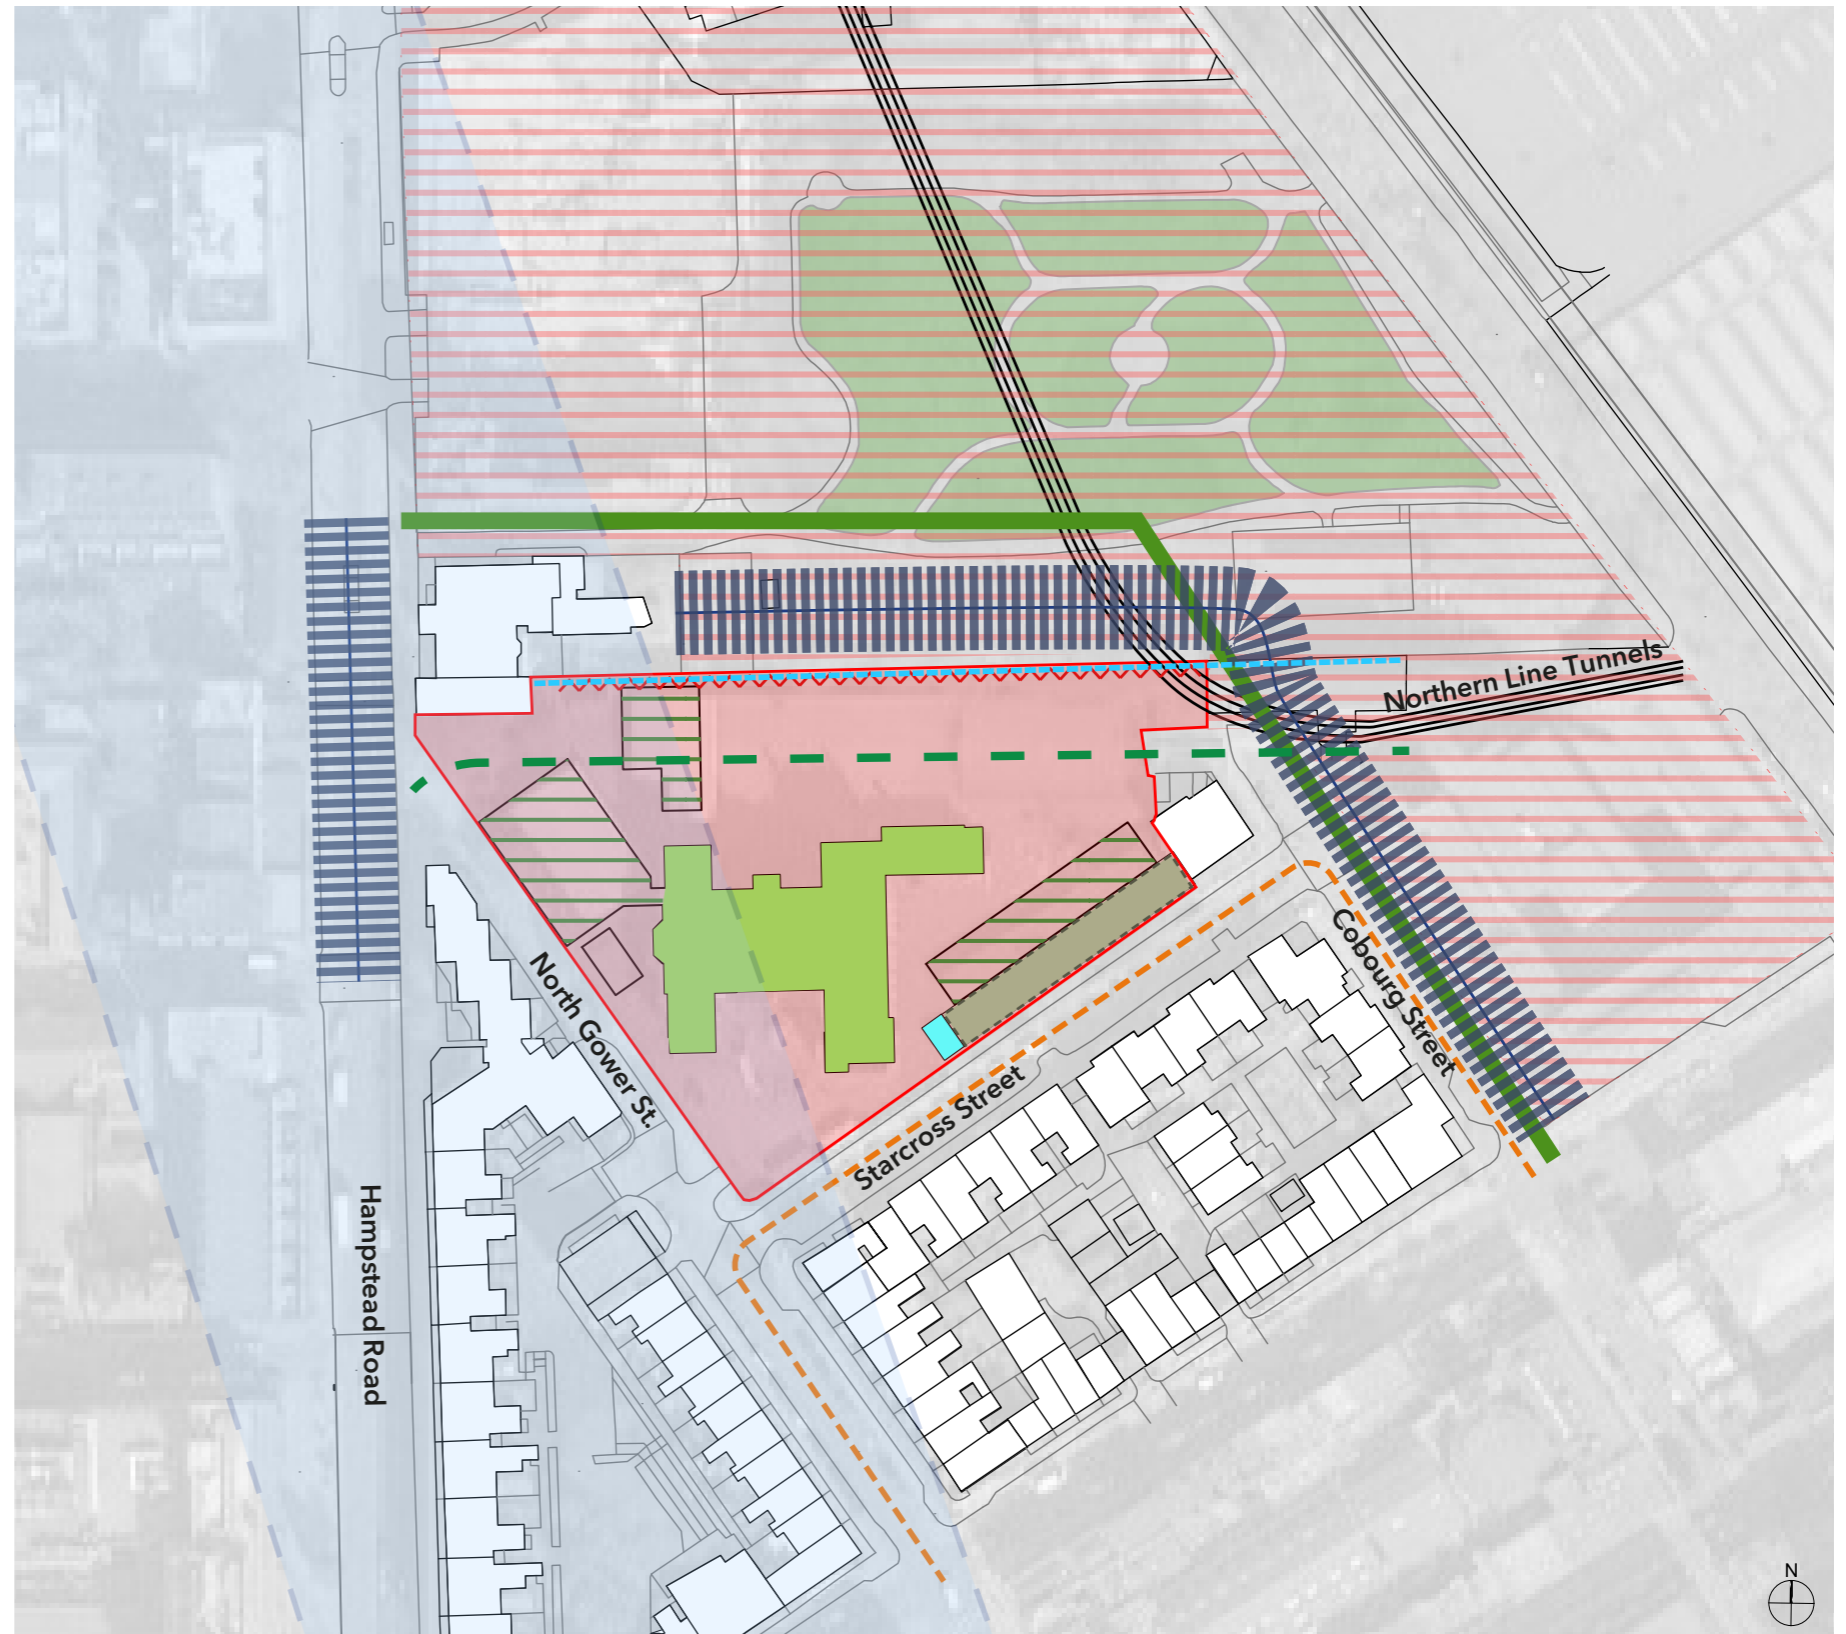 Northern Line Tunnels
Cobourg Street
North Gower St.
Starcross Street
Hampstead Road
N